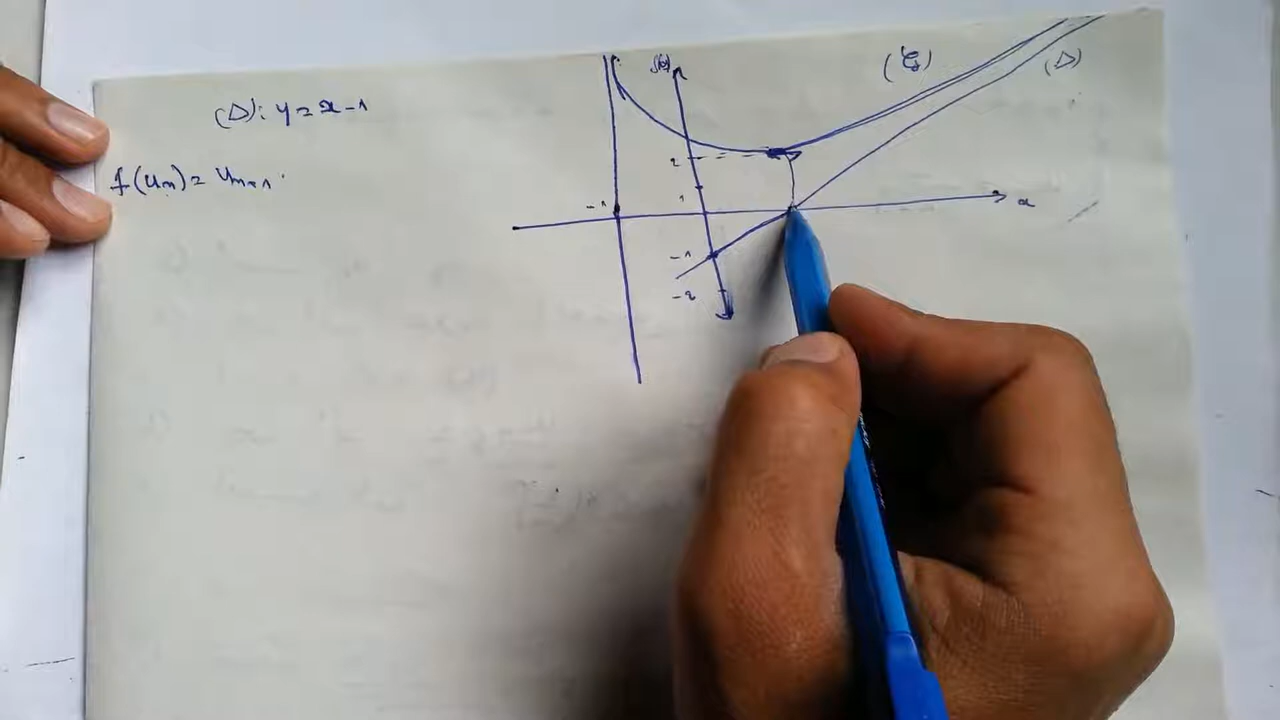 (Δ): y = x - 1
f(Un) = Un+1
f(x)
(C)
(Δ)
2
1
-1
x
-1
-2